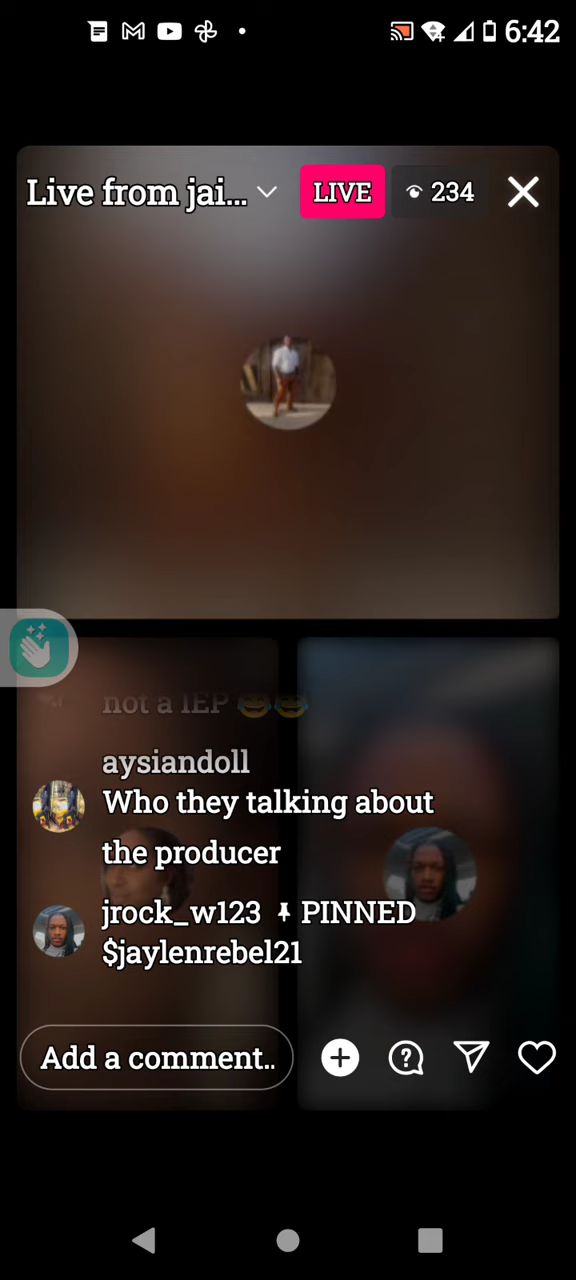 6:42
Live from jai...
LIVE
234
not a IEP 😂😂
aysiandoll
Who they talking about
the producer
jrock_w123 📌 PINNED
$jaylenrebel21
Add a comment..